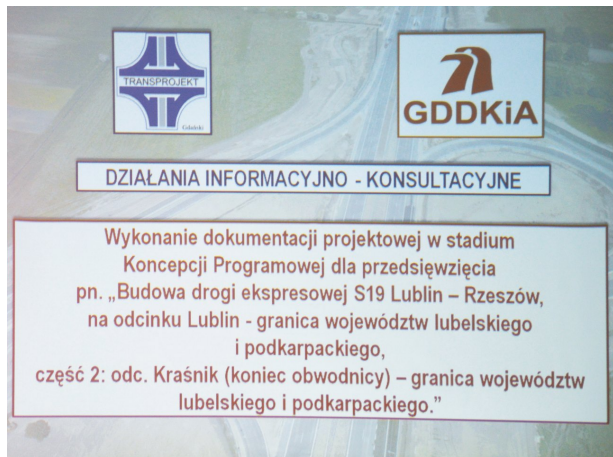 TRANSPROJEKT
Gdański
GDDKiA
DZIAŁANIA INFORMACYJNO - KONSULTACYJNE
Wykonanie dokumentacji projektowej w stadium
Koncepcji Programowej dla przedsięwzięcia
pn. „Budowa drogi ekspresowej S19 Lublin – Rzeszów,
na odcinku Lublin - granica województw lubelskiego
i podkarpackiego,
część 2: odc. Kraśnik (koniec obwodnicy) – granica województw
lubelskiego i podkarpackiego.”